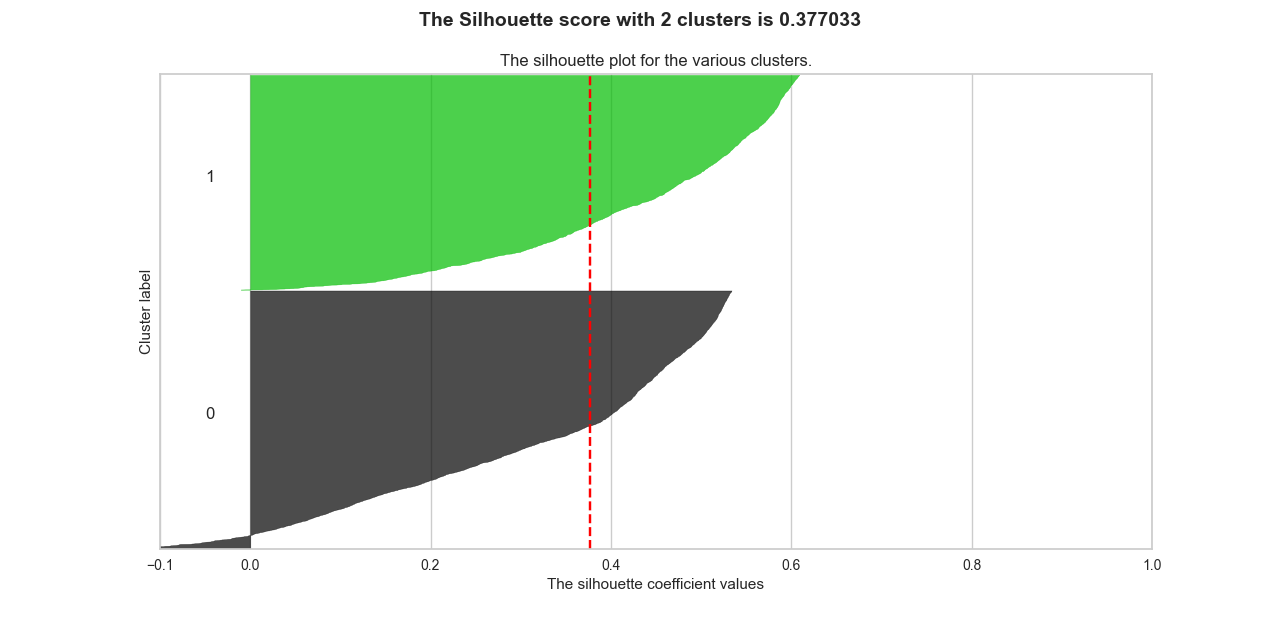 The Silhouette score with 2 clusters is 0.377033
The silhouette plot for the various clusters.
1
0
Cluster label
−0.1 0.0 0.2 0.4 0.6 0.8 1.0
The silhouette coefficient values